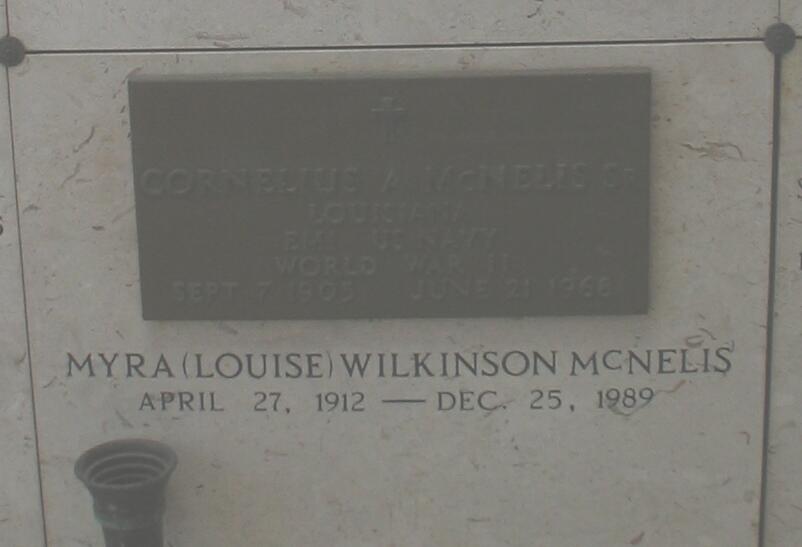 CORNELIUS A McNELIS SR
LOUISIANA
EM1 US NAVY
WORLD WAR II
SEPT 7 1905 JUNE 21 1968
MYRA (LOUISE) WILKINSON McNELIS
APRIL 27, 1912 — DEC. 25, 1989